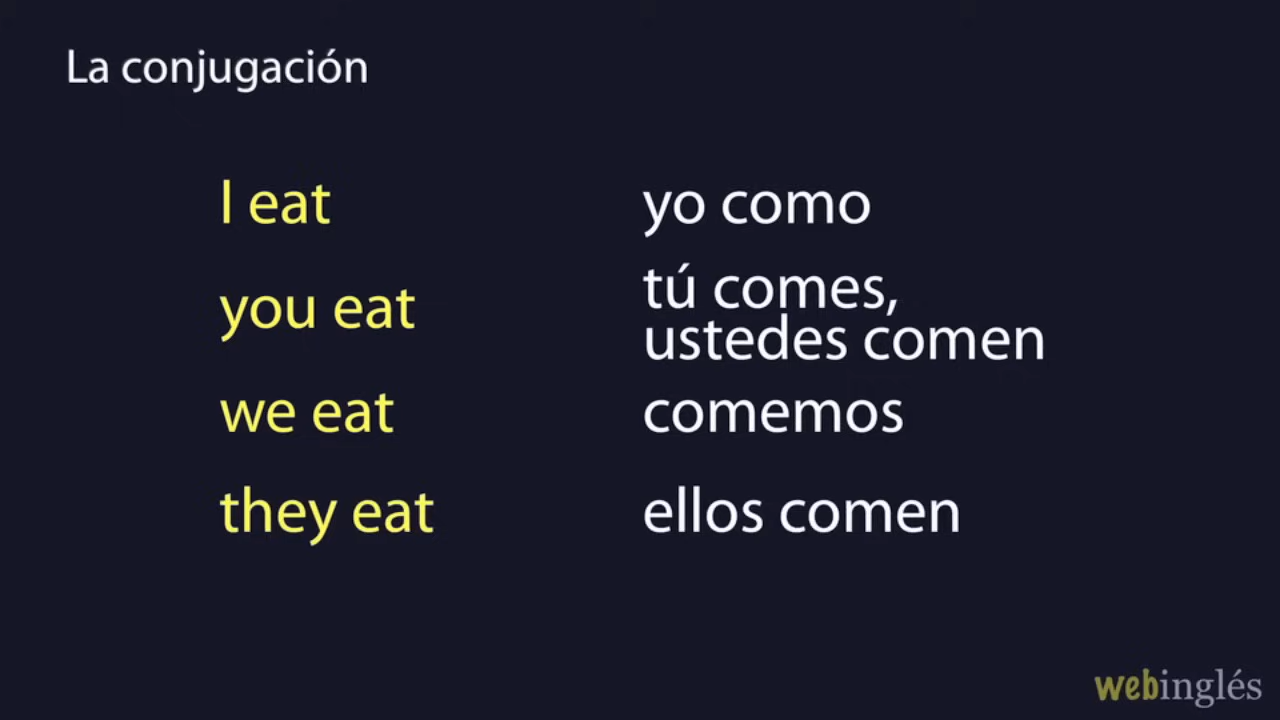 La conjugación
I eat yo como
you eat tú comes,
ustedes comen
we eat comemos
they eat ellos comen
webinglés